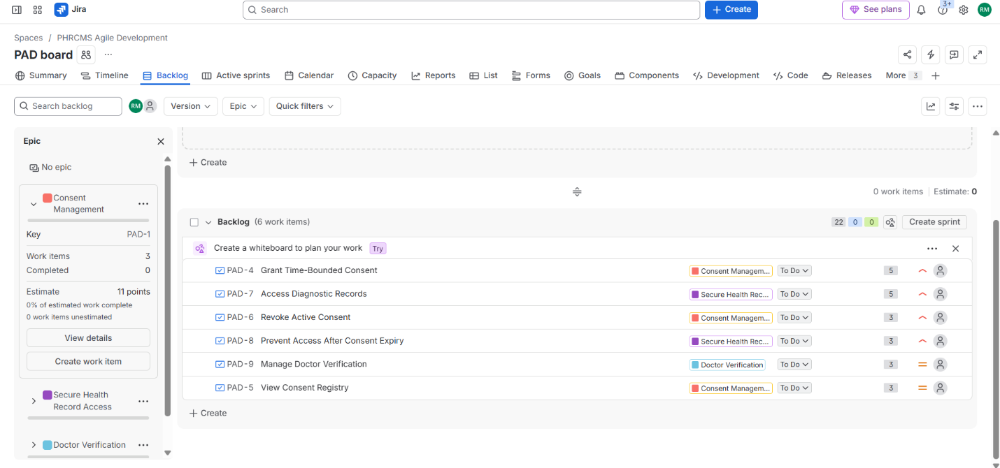 Jira
Search
+ Create
See plans
3+
RM
Spaces / PHRCMS Agile Development
PAD board
Summary Timeline Backlog Active sprints Calendar Capacity Reports List Forms Goals Components Development Code Releases More 3
Search backlog
RM
Version
Epic
Quick filters
Epic
No epic
Consent
Management
Key PAD-1
Work items 3
Completed 0
Estimate 11 points
0% of estimated work complete
0 work items unestimated
View details
Create work item
Secure Health
Record Access
Doctor Verification
+ Create
0 work items Estimate: 0
Backlog (6 work items) 22 0 0 Create sprint
Create a whiteboard to plan your work Try
PAD-4 Grant Time-Bounded Consent Consent Managem... To Do 5
PAD-7 Access Diagnostic Records Secure Health Rec... To Do 5
PAD-6 Revoke Active Consent Consent Managem... To Do 3
PAD-8 Prevent Access After Consent Expiry Secure Health Rec... To Do 3
PAD-9 Manage Doctor Verification Doctor Verification To Do 3
PAD-5 View Consent Registry Consent Managem... To Do 3
+ Create